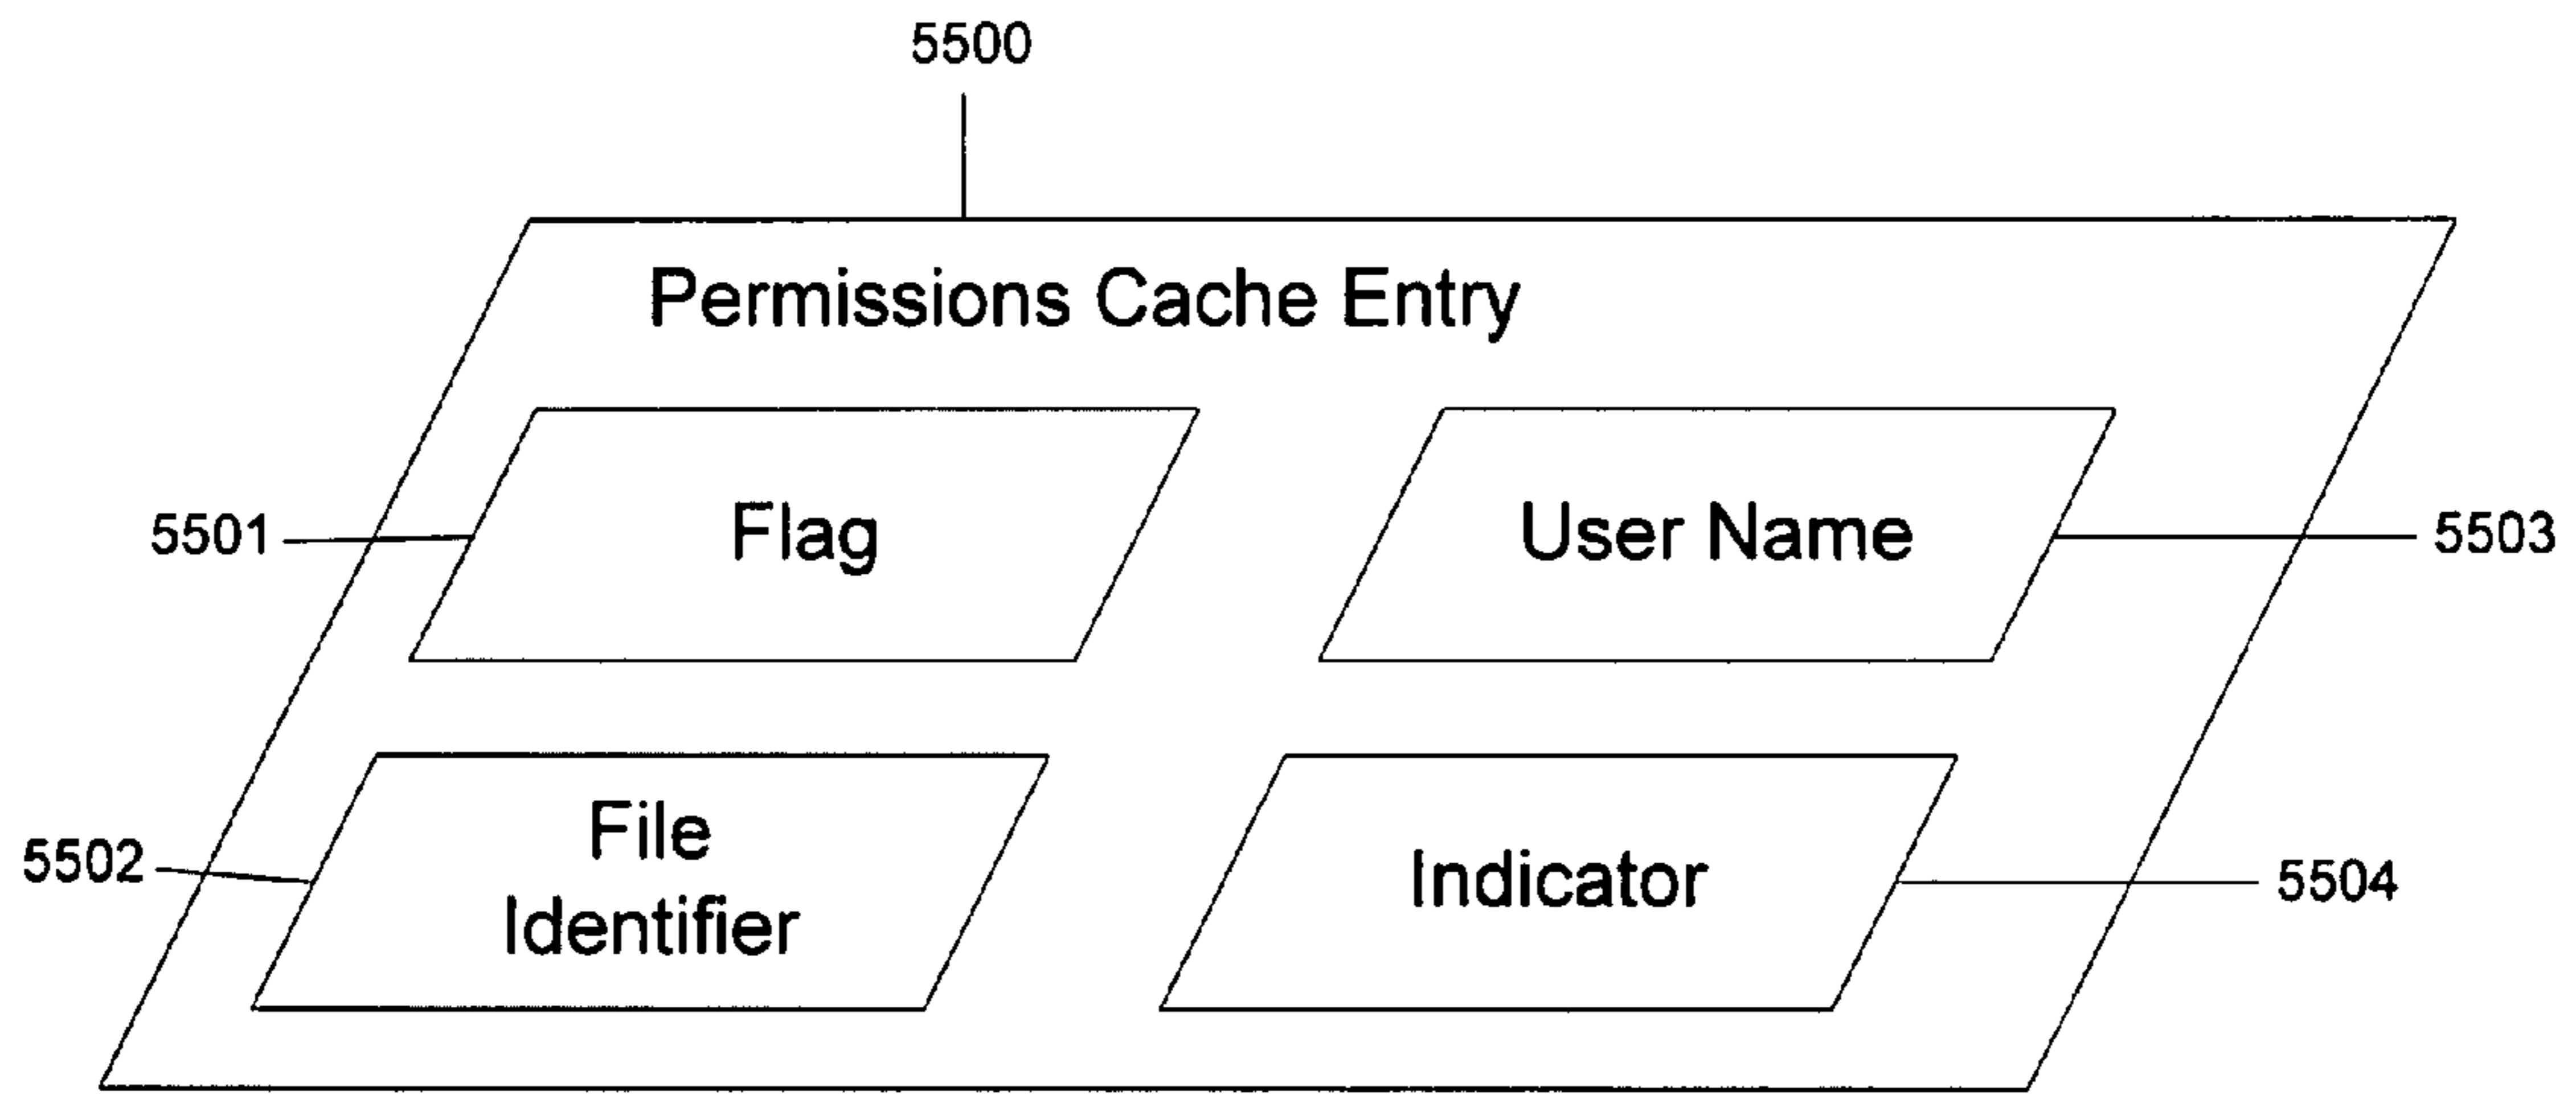 5500
Permissions Cache Entry
5501
Flag
User Name
5503
5502
File
Identifier
Indicator
5504